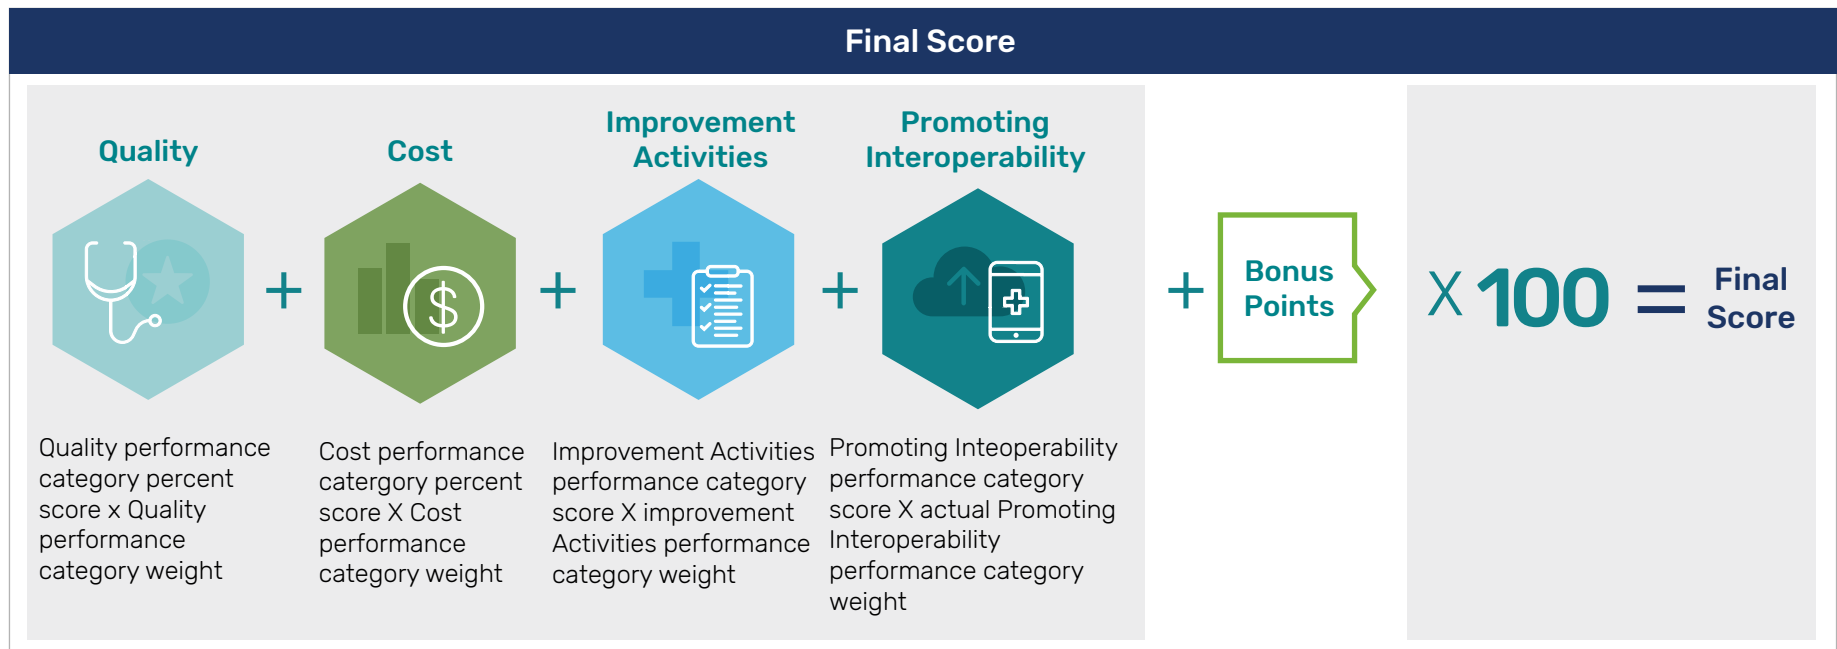 Final Score
Quality
Cost
Improvement
Activities
Promoting
Interoperability
+
+
+
+
Bonus
Points
X 100 = Final
Score
$
Quality performance
category percent
score x Quality
performance
category weight
Cost performance
catergory percent
score X Cost
performance
category weight
Improvement Activities
performance category
score X improvement
Activities performance
category weight
Promoting Inteoperability
performance category
score X actual Promoting
Interoperability
performance category
weight